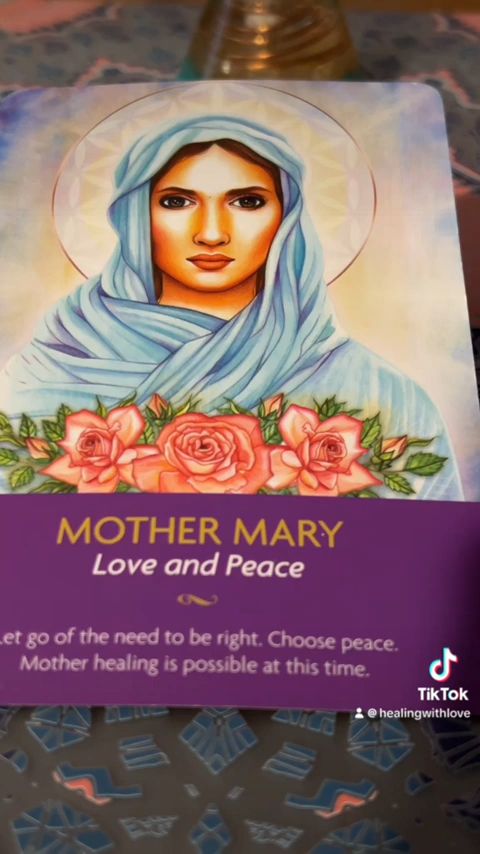 MOTHER MARY
Love and Peace
Let go of the need to be right. Choose peace.
Mother healing is possible at this time.
TikTok
@healingwithlove